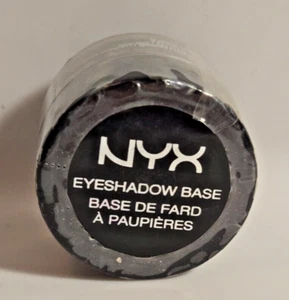 NYX
EYESHADOW BASE
BASE DE FARD
À PAUPIÈRES